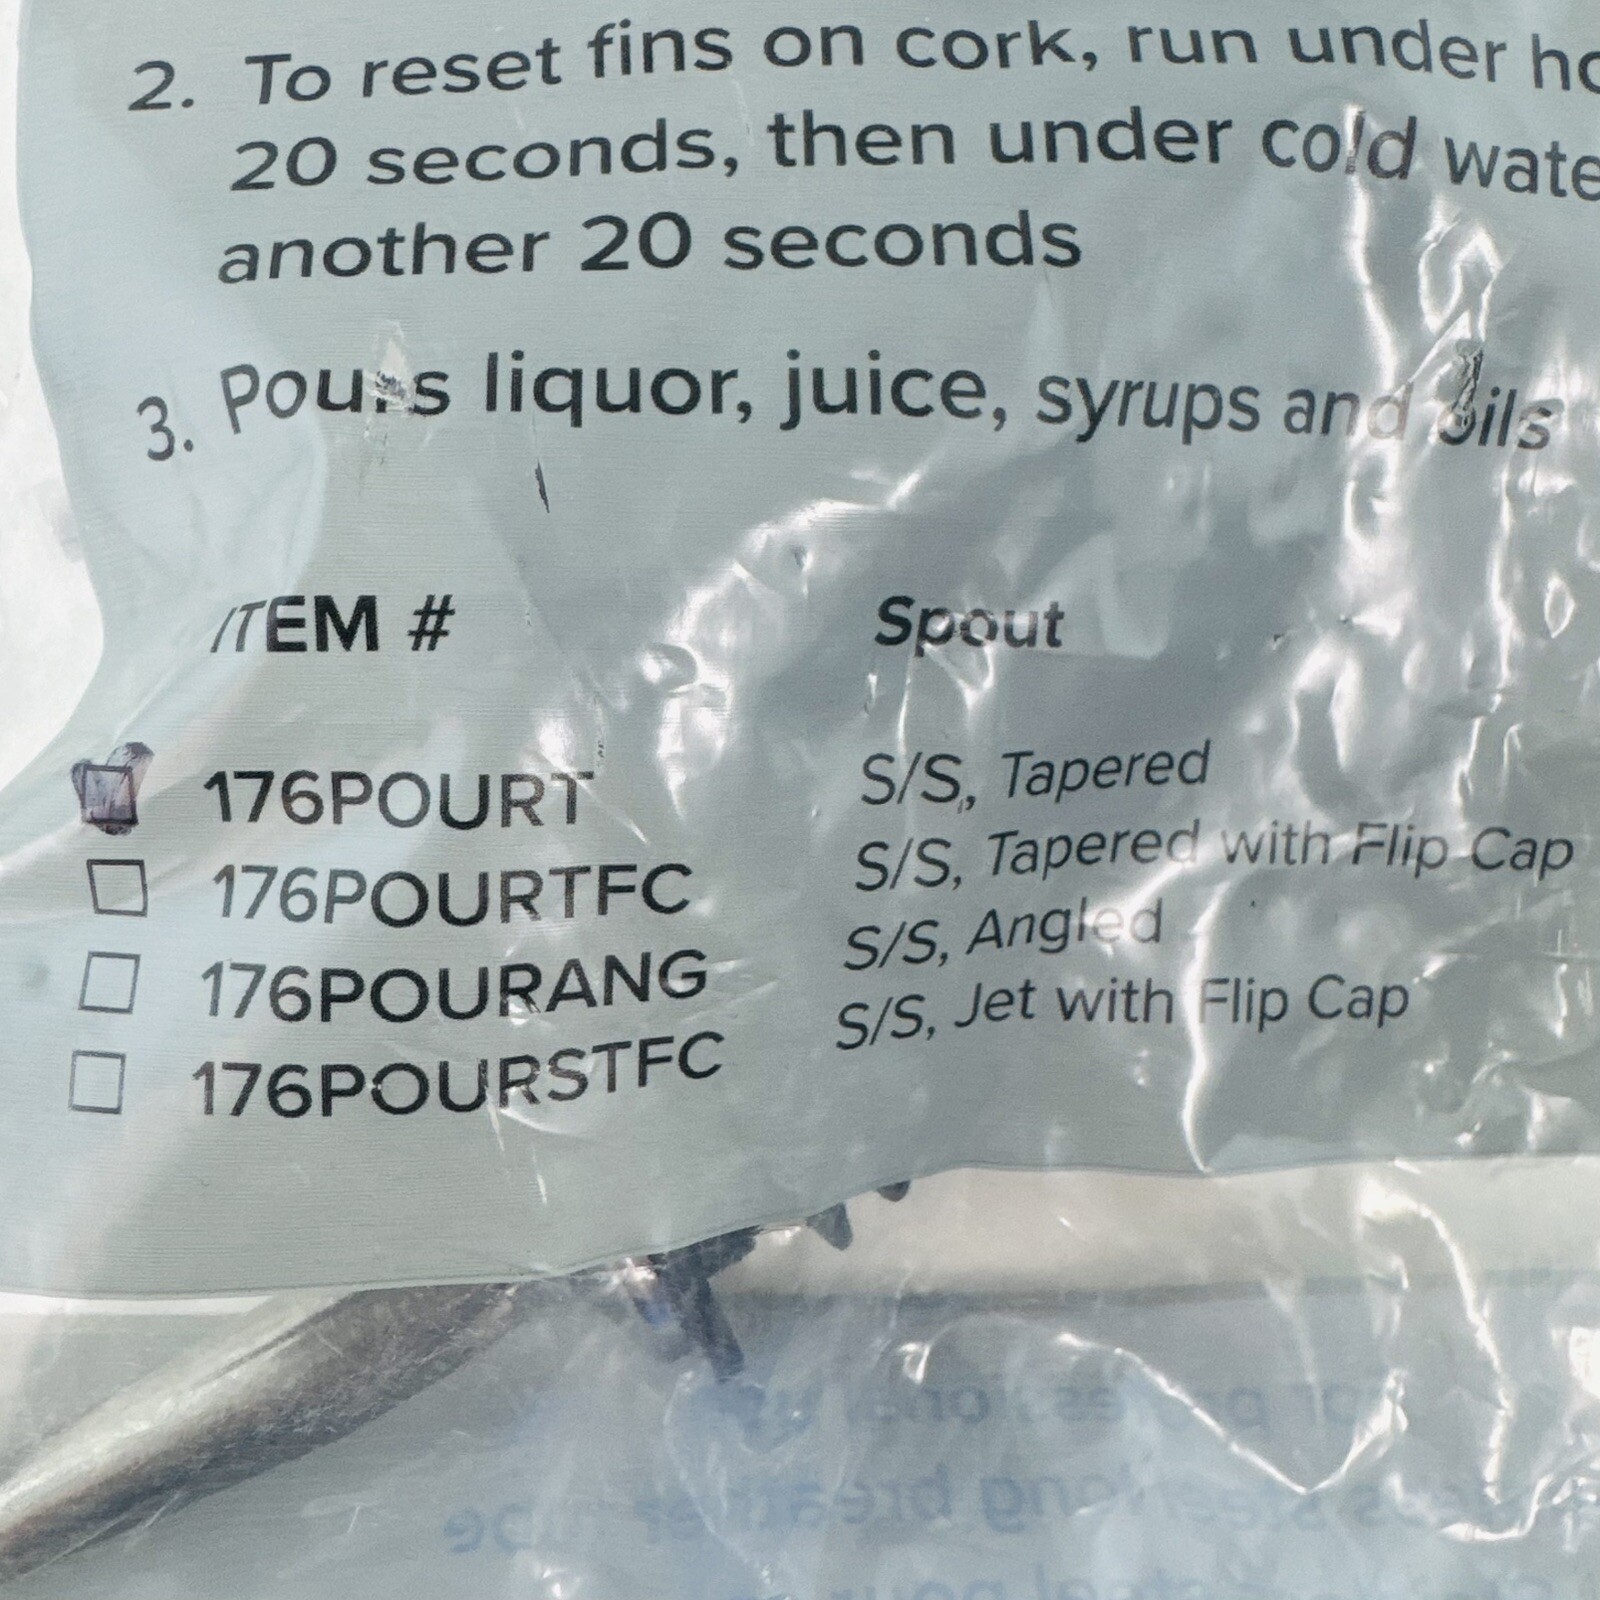 2. To reset fins on cork, run under ho
20 seconds, then under cold wate
another 20 seconds
3. Pours liquor, juice, syrups and oils
ITEM # Spout
176POURT S/S, Tapered
176POURTFC S/S, Tapered with Flip Cap
176POURANG S/S, Angled
176POURSTFC S/S, Jet with Flip Cap